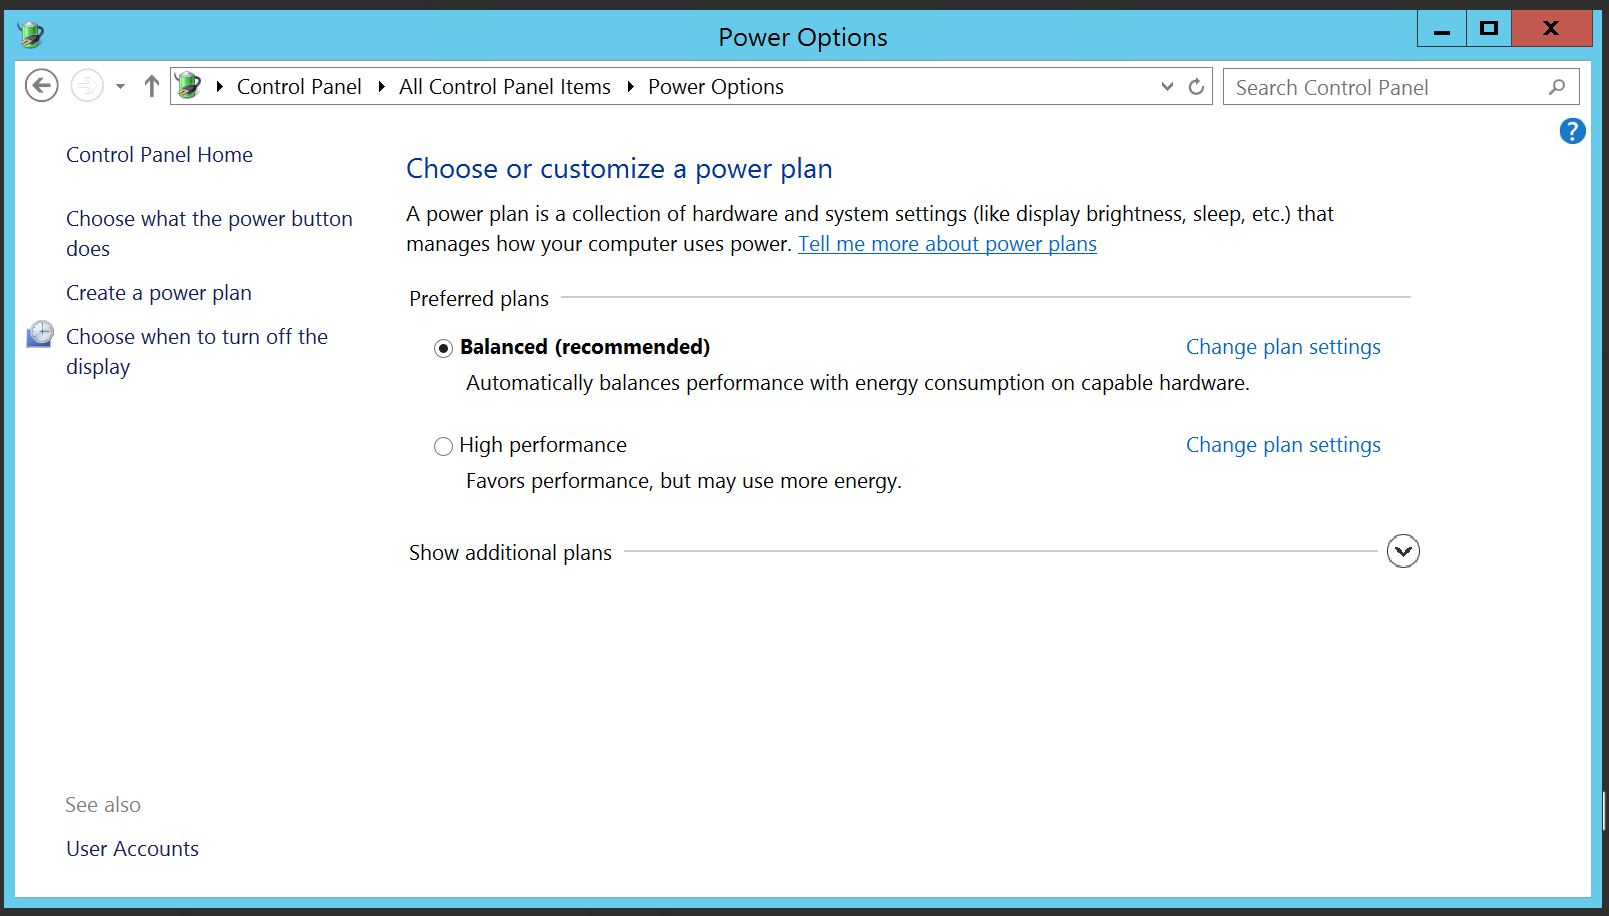 Power Options
Control Panel
All Control Panel Items
Power Options
Search Control Panel
?
Control Panel Home
Choose what the power button
does
Create a power plan
Choose when to turn off the
display
Choose or customize a power plan
A power plan is a collection of hardware and system settings (like display brightness, sleep, etc.) that
manages how your computer uses power. Tell me more about power plans
Preferred plans
Balanced (recommended)
Change plan settings
Automatically balances performance with energy consumption on capable hardware.
High performance
Change plan settings
Favors performance, but may use more energy.
Show additional plans
See also
User Accounts